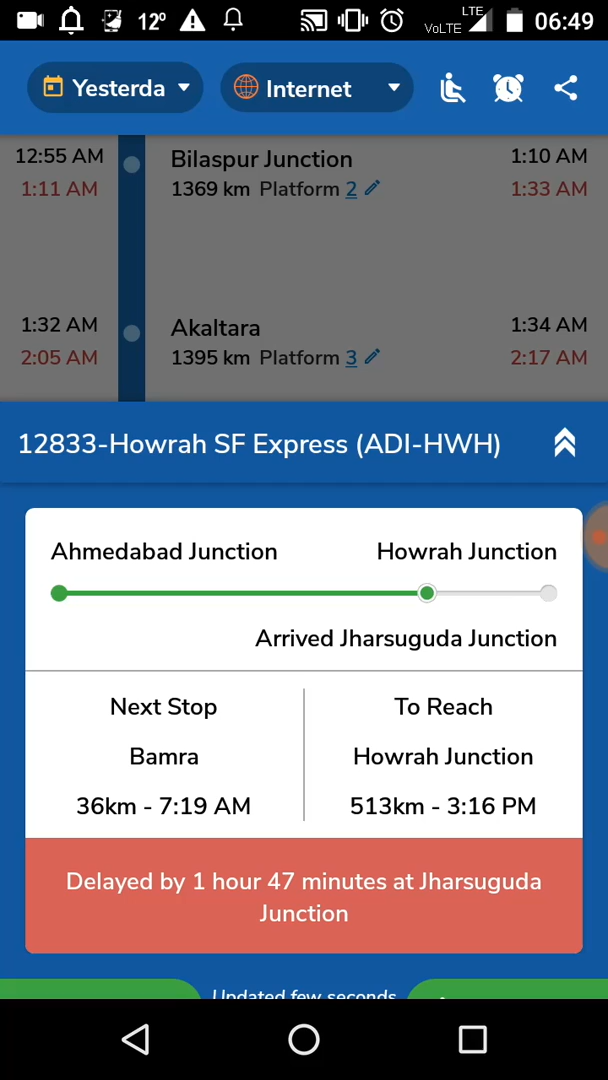 12° VoLTE LTE 06:49
Yesterda Internet
12:55 AM Bilaspur Junction 1:10 AM
1:11 AM 1369 km Platform 2 1:33 AM
1:32 AM Akaltara 1:34 AM
2:05 AM 1395 km Platform 3 2:17 AM
12833-Howrah SF Express (ADI-HWH)
Ahmedabad Junction Howrah Junction
Arrived Jharsuguda Junction
Next Stop To Reach
Bamra Howrah Junction
36km - 7:19 AM 513km - 3:16 PM
Delayed by 1 hour 47 minutes at Jharsuguda
Junction
Updated few seconds